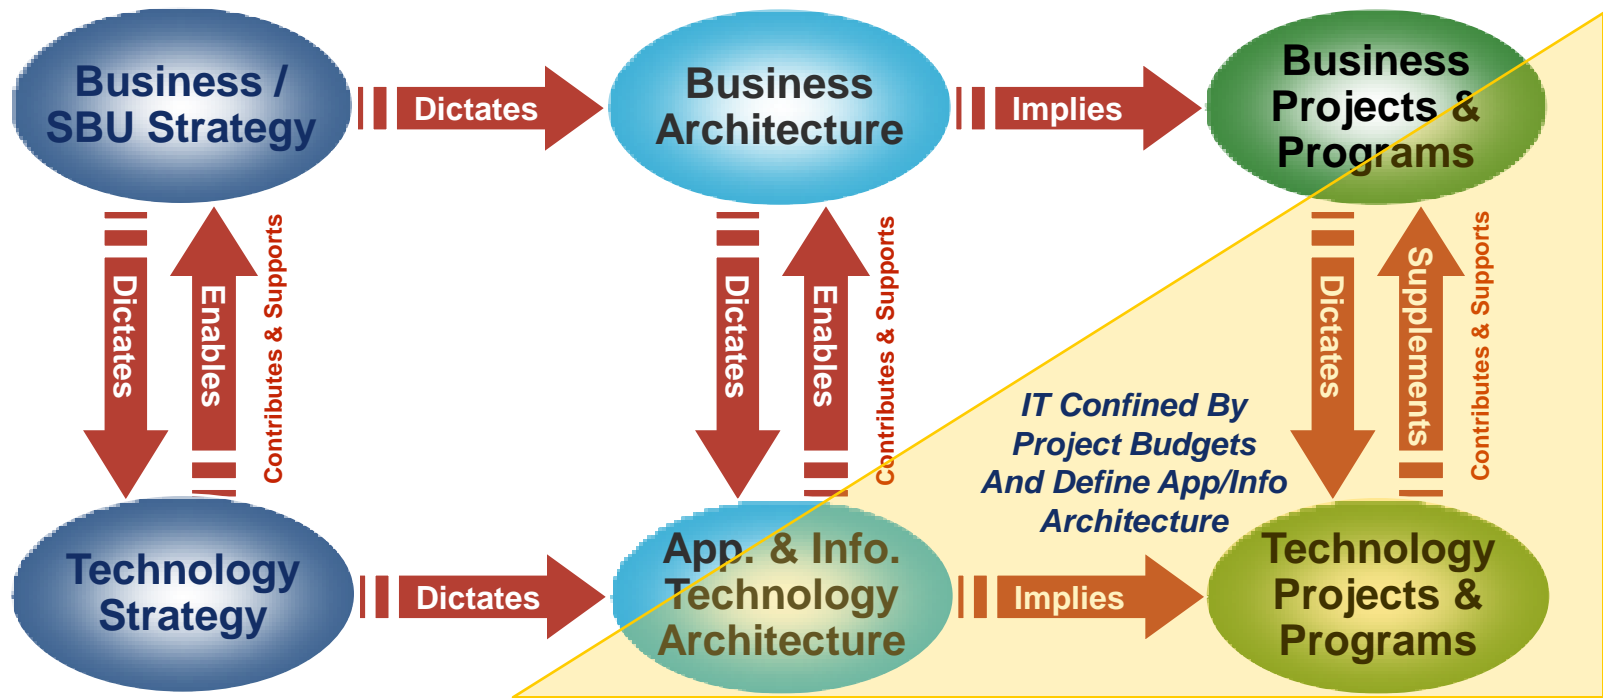 Business /
SBU Strategy
Dictates
Business
Architecture
Implies
Business
Projects &
Programs
Dictates
Enables
Contributes & Supports
Dictates
Enables
Contributes & Supports
Dictates
Supplements
Contributes & Supports
IT Confined By
Project Budgets
And Define App/Info
Architecture
Technology
Strategy
Dictates
App. & Info.
Technology
Architecture
Implies
Technology
Projects &
Programs